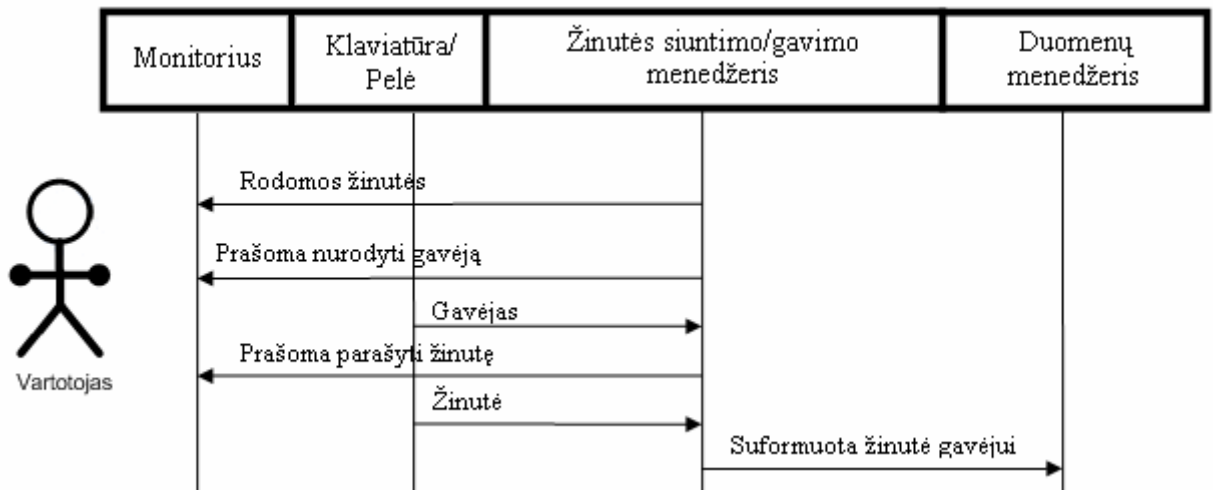 Monitorius
Klaviatūra/
Pelė
Žinutės siuntimo/gavimo
menedžeris
Duomenų
menedžeris
Rodomos žinutės
Prašoma nurodyti gavėją
Gavėjas
Prašoma parašyti žinutę
Žinutė
Suformuota žinutė gavėjui
Vartotojas